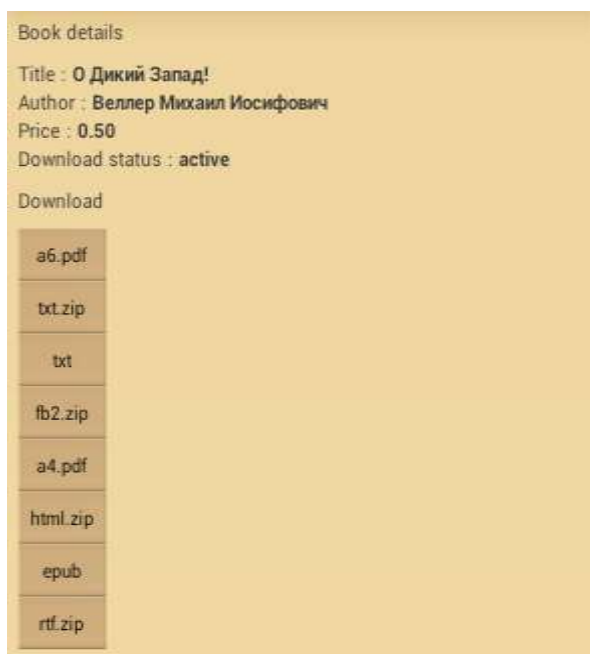 Book details
Title : О Дикий Запад!
Author : Веллер Михаил Иосифович
Price : 0.50
Download status : active
Download
a6.pdf
txt.zip
txt
fb2.zip
a4.pdf
html.zip
epub
rtf.zip